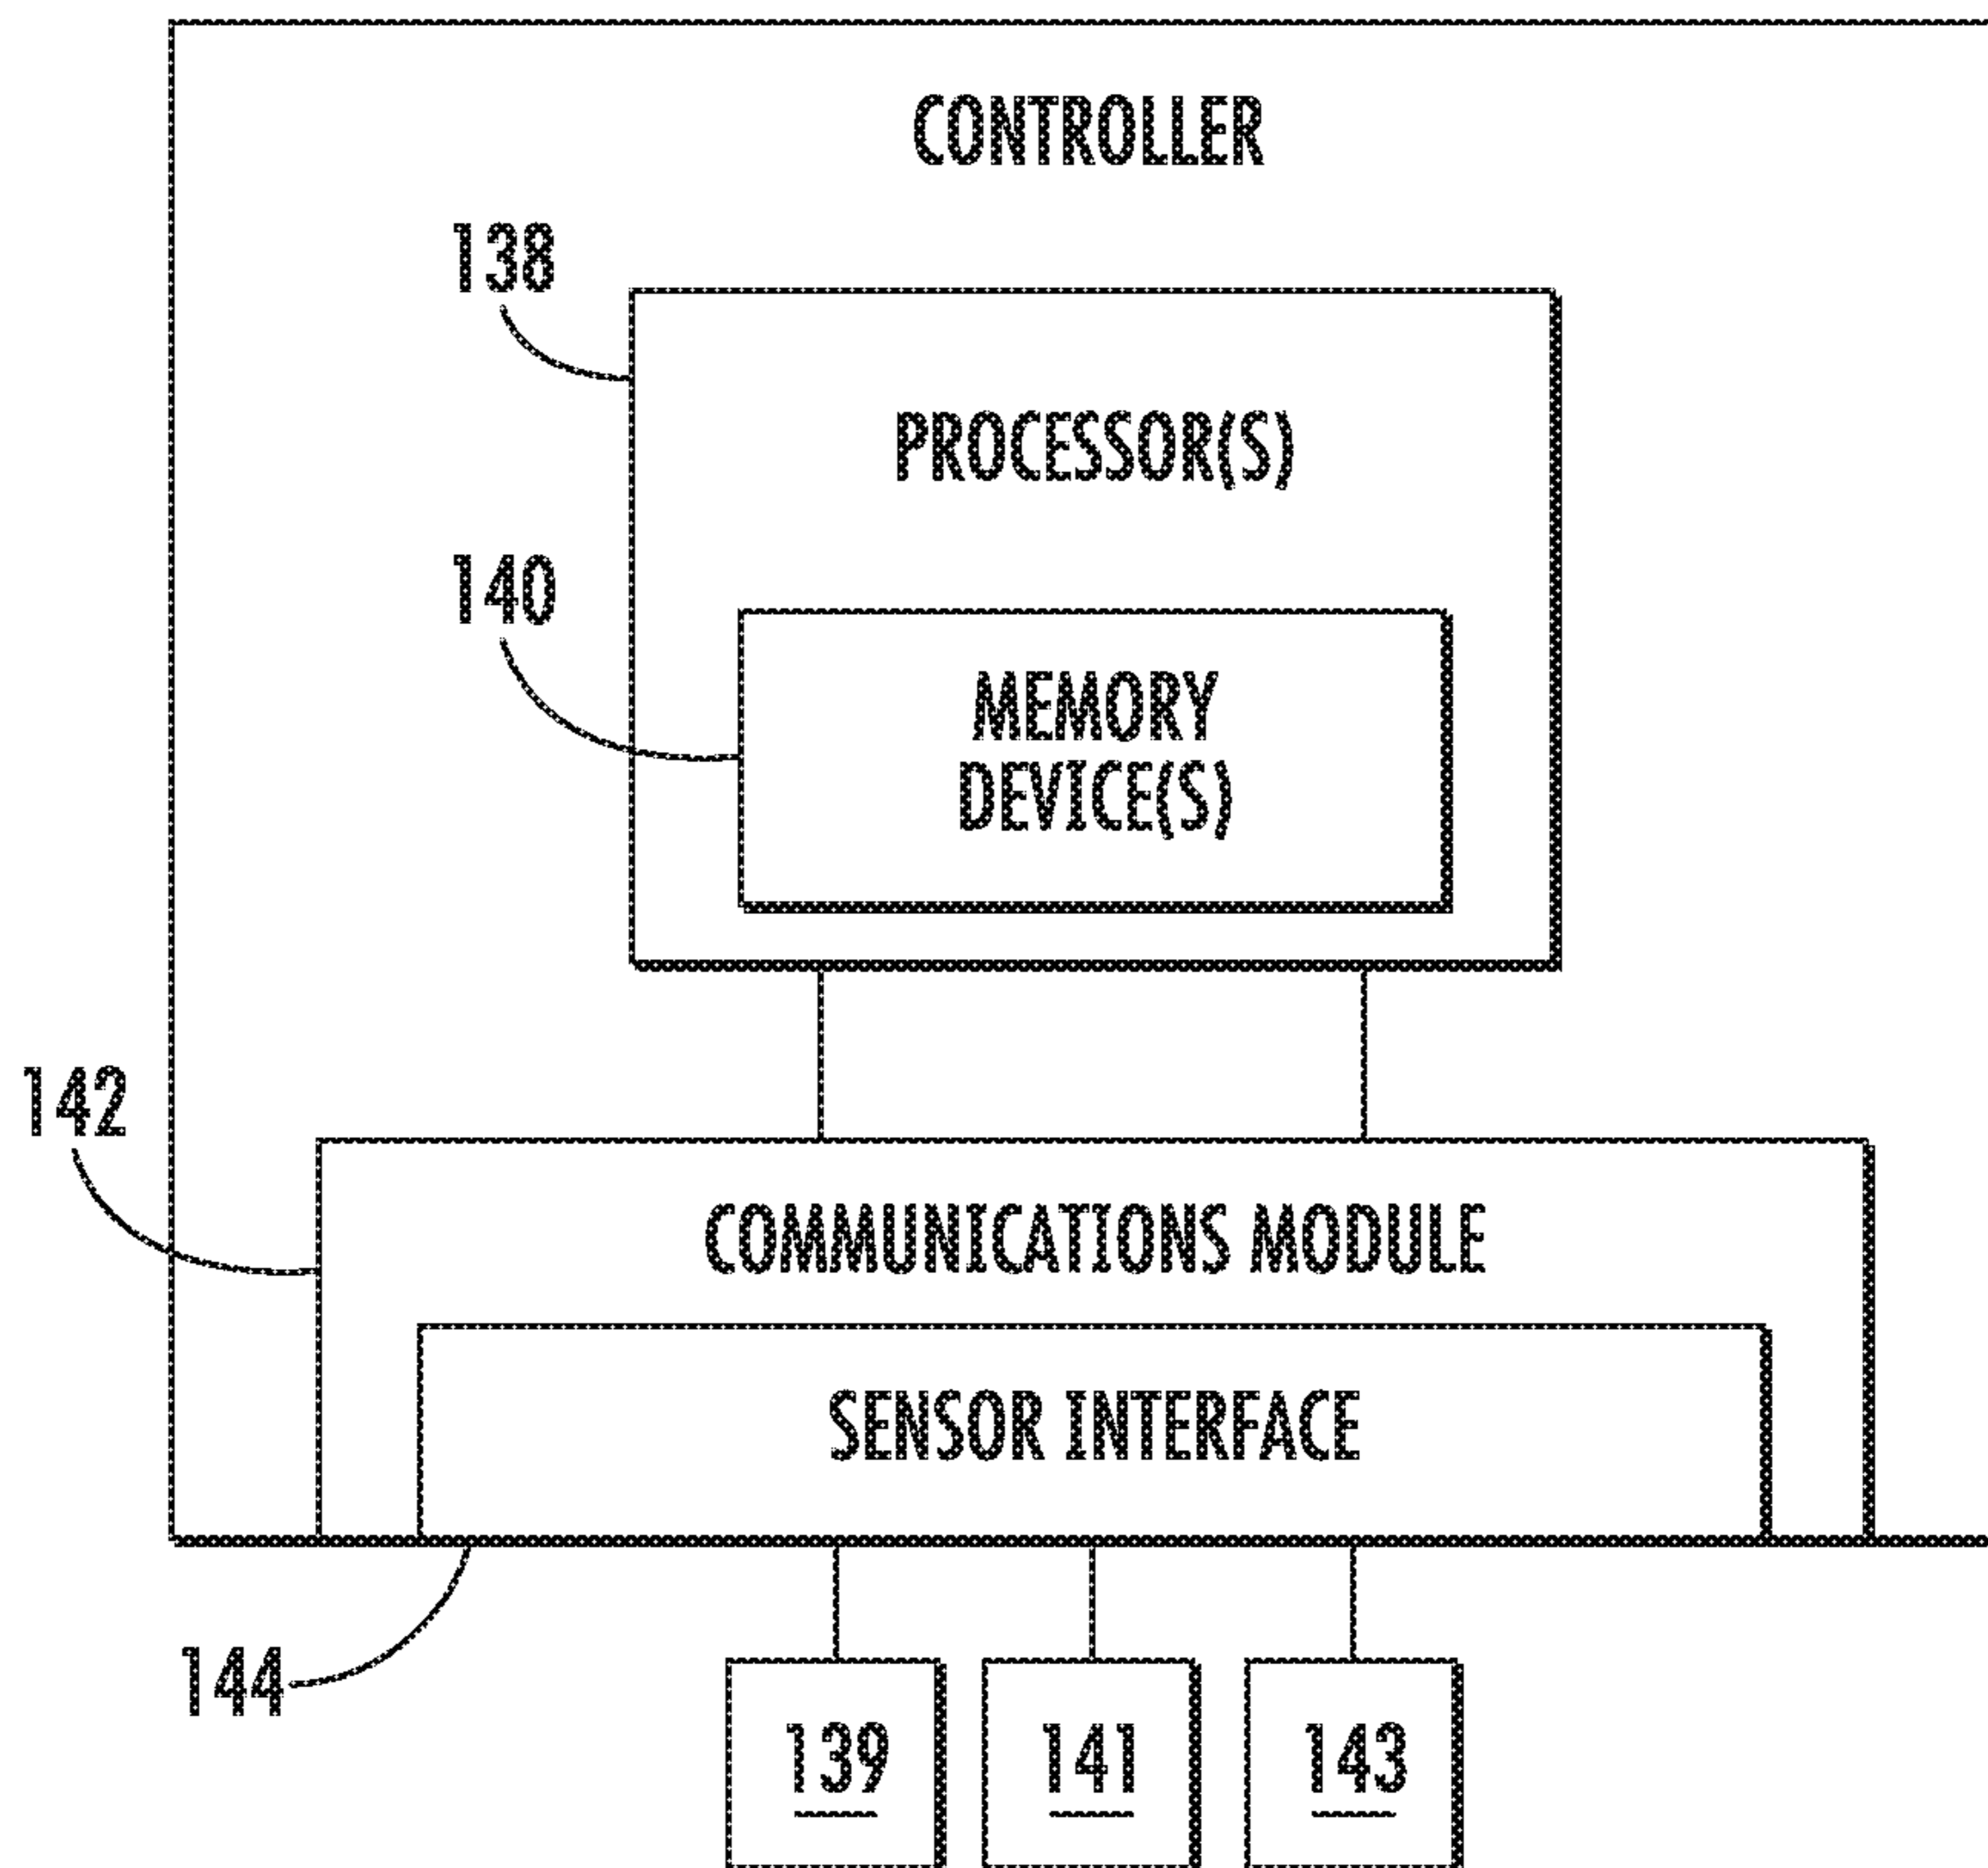 CONTROLLER
138
PROCESSOR(S)
140
MEMORY
DEVICE(S)
142
COMMUNICATIONS MODULE
SENSOR INTERFACE
144
139
141
143